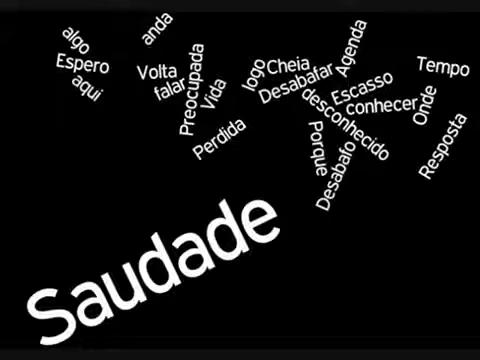 algo
Espero
aqui
anda
Volta
falar
Preocupada
Vida
Perdida
logo
Cheia
Desabafar
Agenda
Escasso
conhecer
desconhecido
Porque
Desabafo
Tempo
Onde
Resposta
Saudade